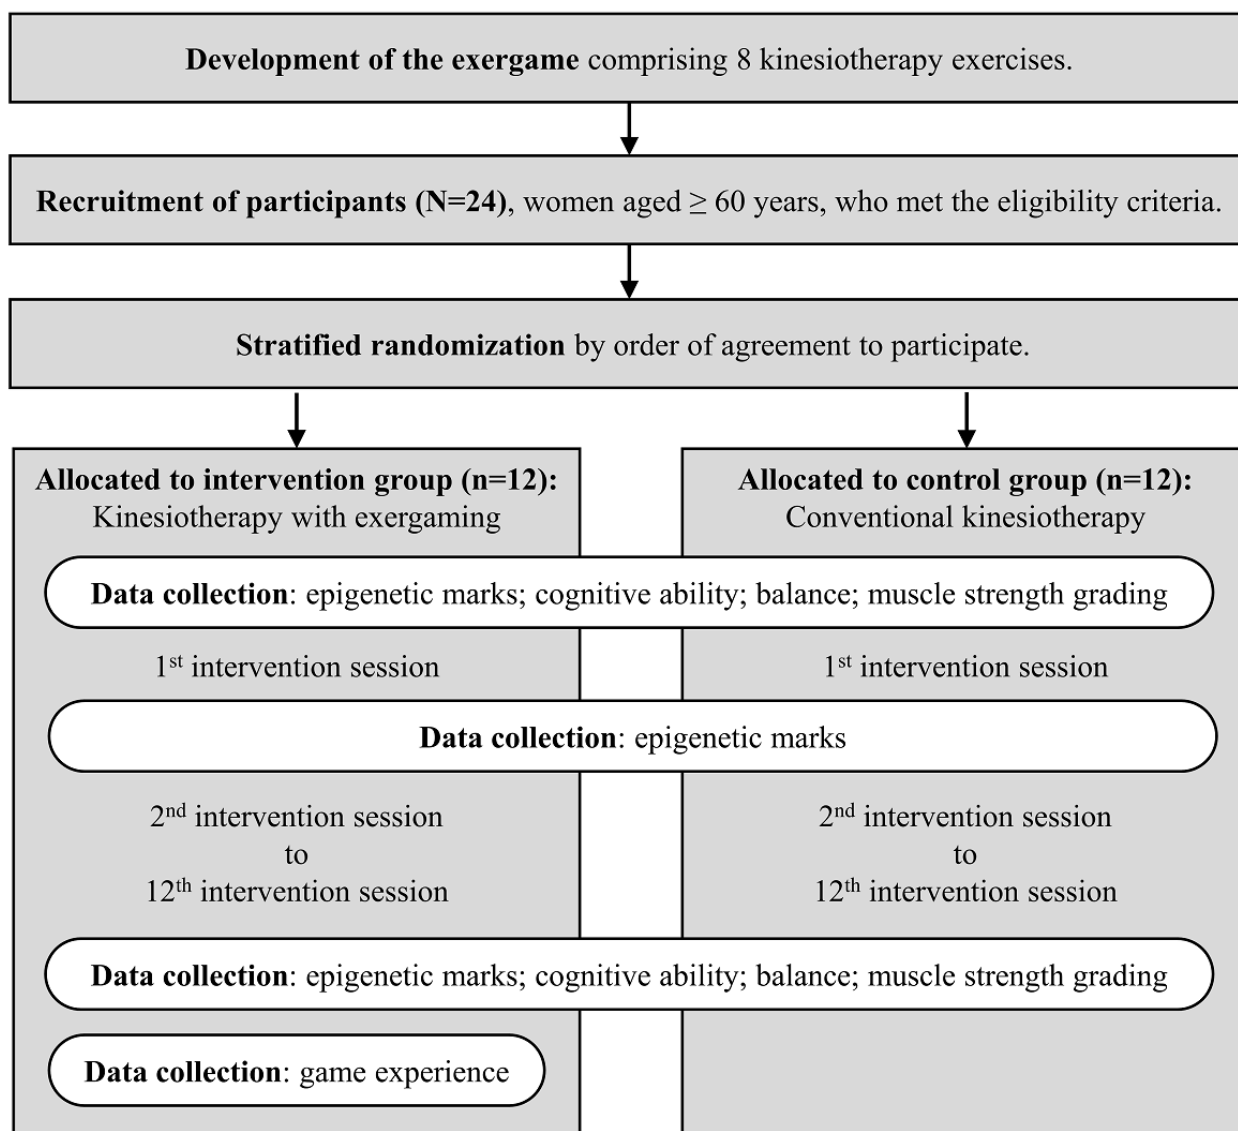 Development of the exergame comprising 8 kinesiotherapy exercises.
Recruitment of participants (N=24), women aged ≥ 60 years, who met the eligibility criteria.
Stratified randomization by order of agreement to participate.
Allocated to intervention group (n=12):
Kinesiotherapy with exergaming
Allocated to control group (n=12):
Conventional kinesiotherapy
Data collection: epigenetic marks; cognitive ability; balance; muscle strength grading
1st intervention session
1st intervention session
Data collection: epigenetic marks
2nd intervention session
to
12th intervention session
2nd intervention session
to
12th intervention session
Data collection: epigenetic marks; cognitive ability; balance; muscle strength grading
Data collection: game experience